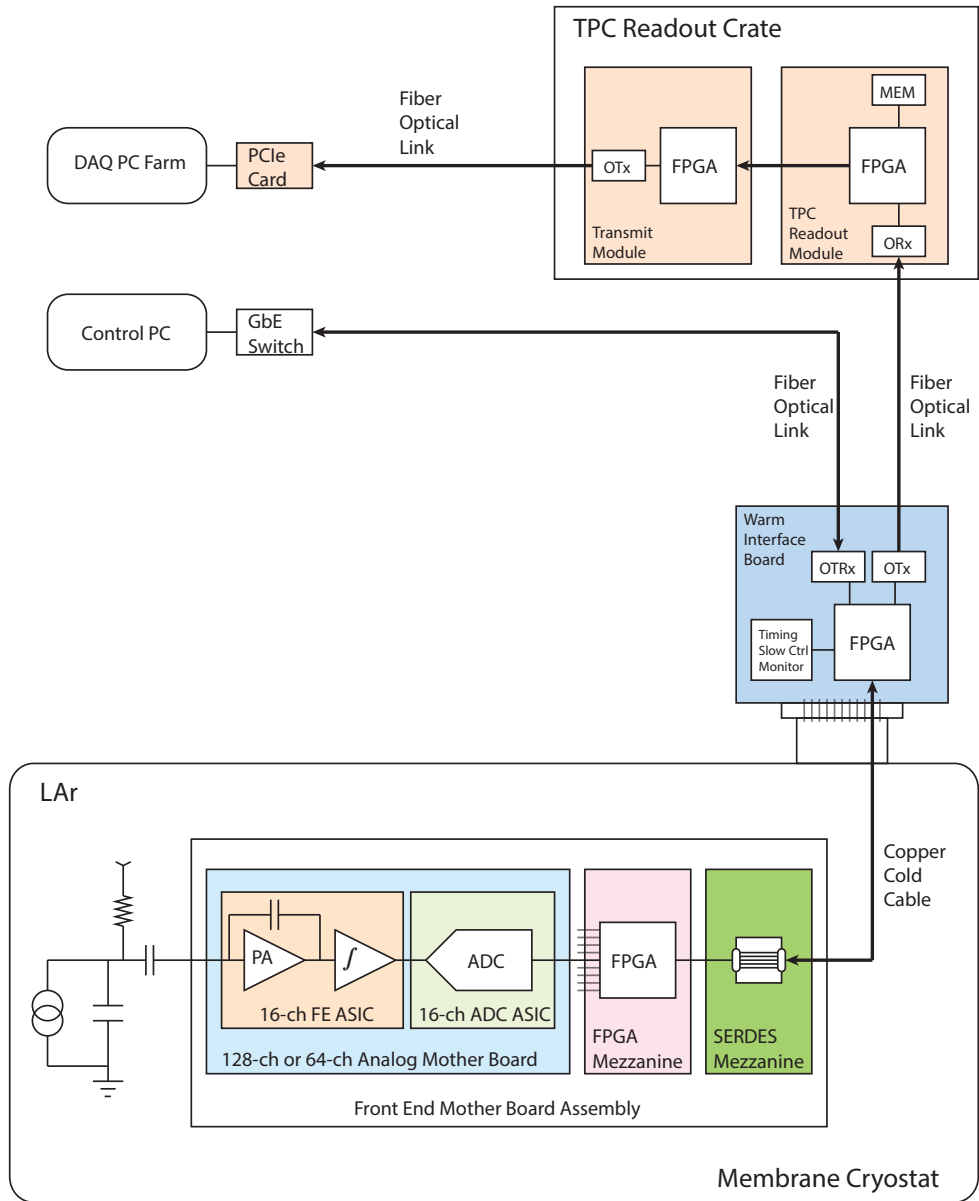 TPC Readout Crate
MEM
FPGA
TPC
Readout
Module
ORx
FPGA
OTx
Transmit
Module
Fiber
Optical
Link
PCIe
Card
DAQ PC Farm
Control PC
GbE
Switch
Fiber
Optical
Link
Fiber
Optical
Link
Warm
Interface
Board
OTRx
OTx
FPGA
Timing
Slow Ctrl
Monitor
LAr
Copper
Cold
Cable
PA
∫
16-ch FE ASIC
ADC
16-ch ADC ASIC
128-ch or 64-ch Analog Mother Board
FPGA
FPGA
Mezzanine
SERDES
Mezzanine
Front End Mother Board Assembly
Membrane Cryostat